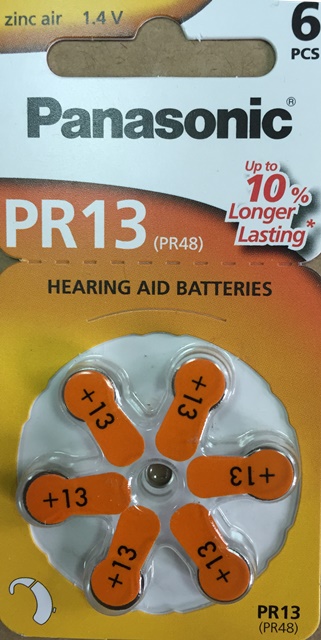 zinc air 1.4 V
6
PCS
Panasonic®
Up to
10%
Longer
Lasting*
PR13 (PR48)
HEARING AID BATTERIES
+13
+13
+13
+13
+13
+13
PR13
(PR48)